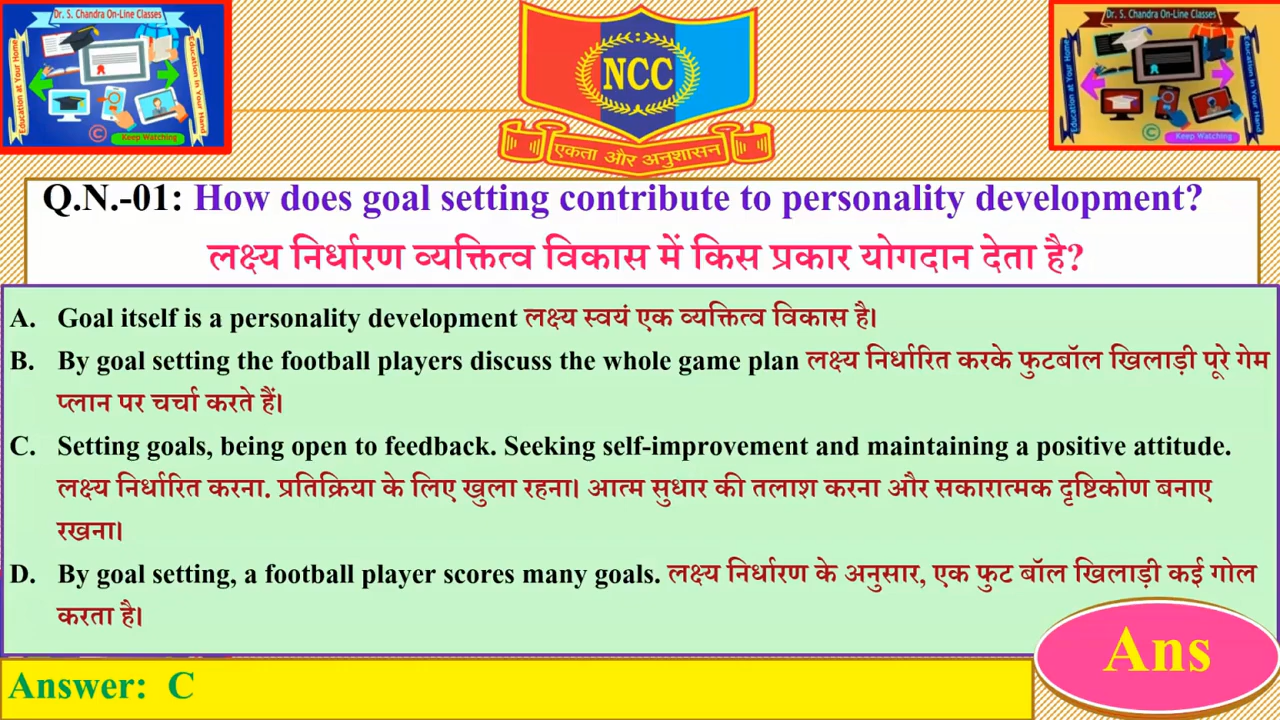 Dr. S. Chandra On-Line Classes
Education at Your Home
Education in Your Hand
© Keep Watching
NCC
एकता और अनुशासन
Dr. S. Chandra On-Line Classes
Education at Your Home
Education in Your Hand
© Keep Watching
Q.N.-01: How does goal setting contribute to personality development?
लक्ष्य निर्धारण व्यक्तित्व विकास में किस प्रकार योगदान देता है?
A. Goal itself is a personality development लक्ष्य स्वयं एक व्यक्तित्व विकास है।
B. By goal setting the football players discuss the whole game plan लक्ष्य निर्धारित करके फुटबॉल खिलाड़ी पूरे गेम
प्लान पर चर्चा करते हैं।
C. Setting goals, being open to feedback. Seeking self-improvement and maintaining a positive attitude.
लक्ष्य निर्धारित करना. प्रतिक्रिया के लिए खुला रहना। आत्म सुधार की तलाश करना और सकारात्मक दृष्टिकोण बनाए
रखना।
D. By goal setting, a football player scores many goals. लक्ष्य निर्धारण के अनुसार, एक फुट बॉल खिलाड़ी कई गोल
करता है।
Ans
Answer: C